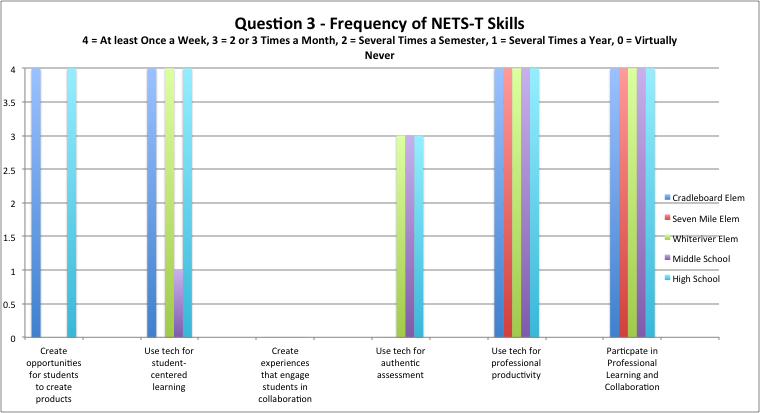 Question 3 - Frequency of NETS-T Skills
4 = At least Once a Week, 3 = 2 or 3 Times a Month, 2 = Several Times a Semester, 1 = Several Times a Year, 0 = Virtually
Never
4
3.5
3
2.5
2
1.5
1
0.5
0
Cradleboard Elem
Seven Mile Elem
Whiteriver Elem
Middle School
High School
Create
opportunities
for students
to create
products
Use tech for
student-
centered
learning
Create
experiences
that engage
students in
collaboration
Use tech for
authentic
assessment
Use tech for
professional
productivity
Particpate in
Professional
Learning and
Collaboration